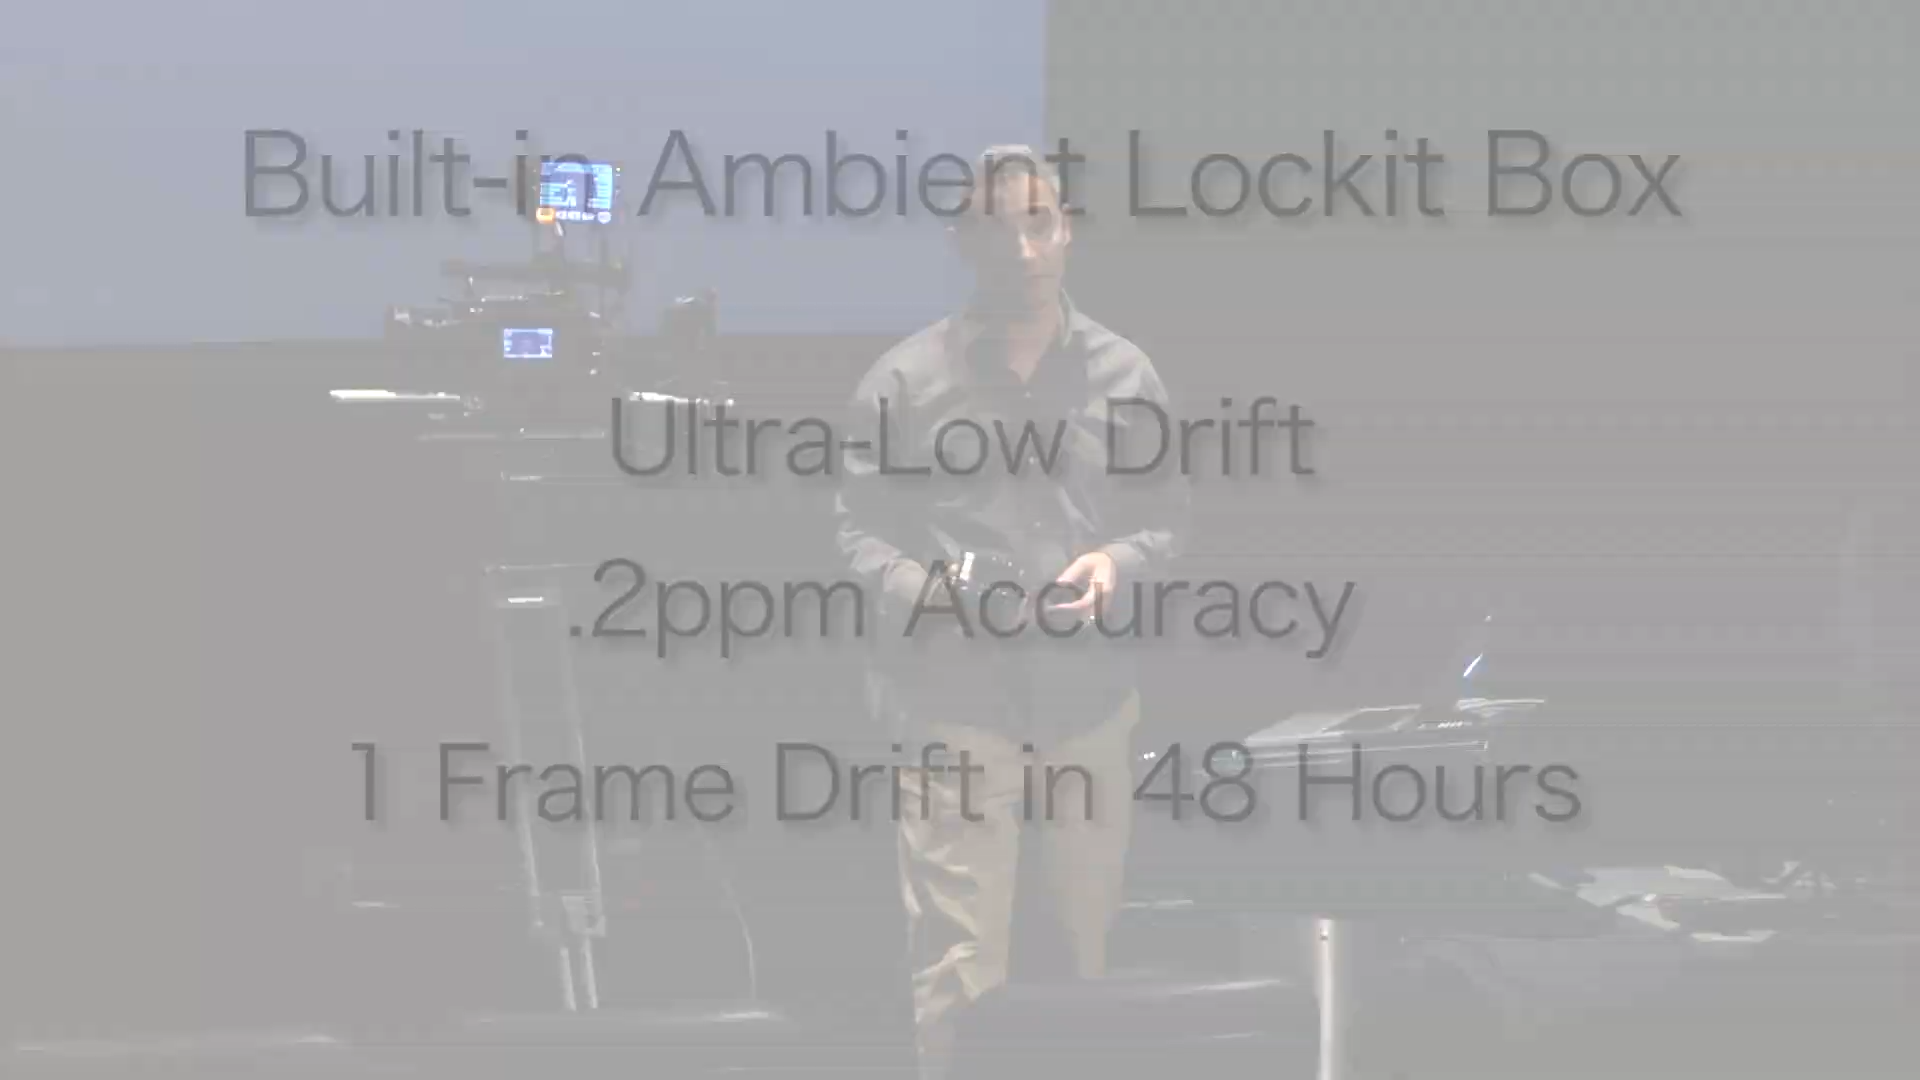 Built-in Ambient Lockit Box
Ultra-Low Drift
.2ppm Accuracy
1 Frame Drift in 48 Hours